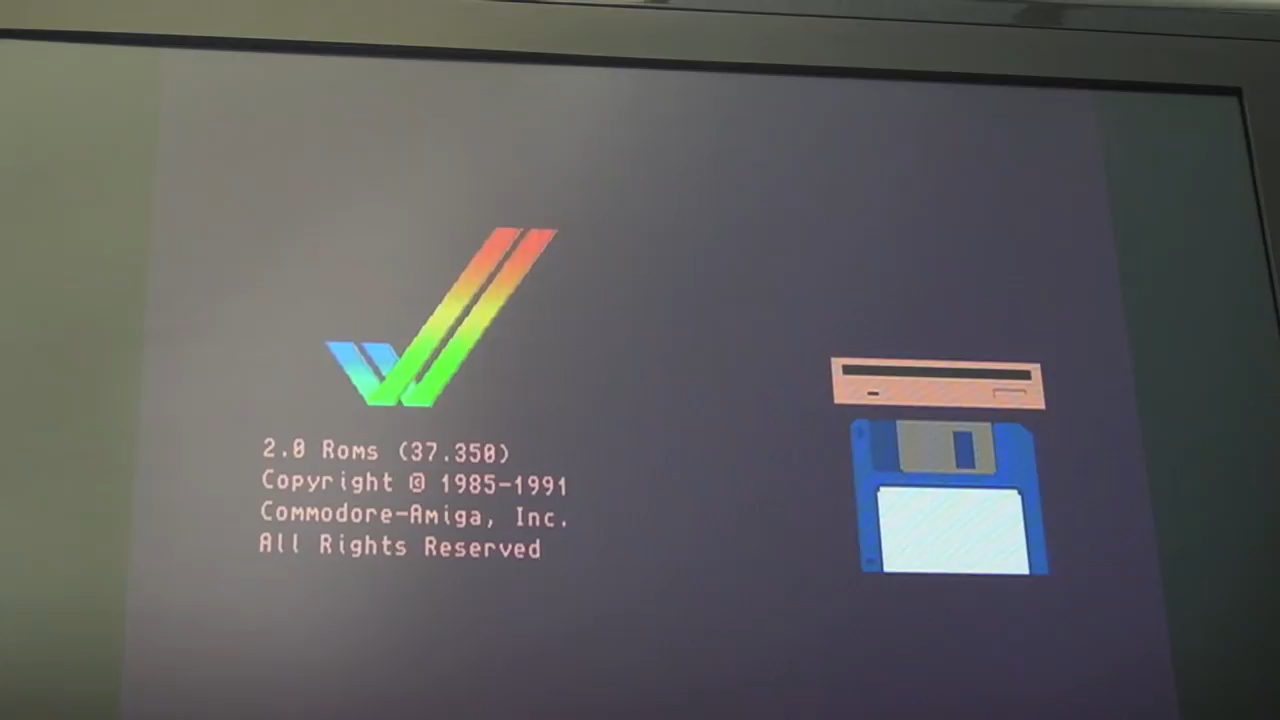 2.0 Roms (37.350)
Copyright © 1985-1991
Commodore-Amiga, Inc.
All Rights Reserved